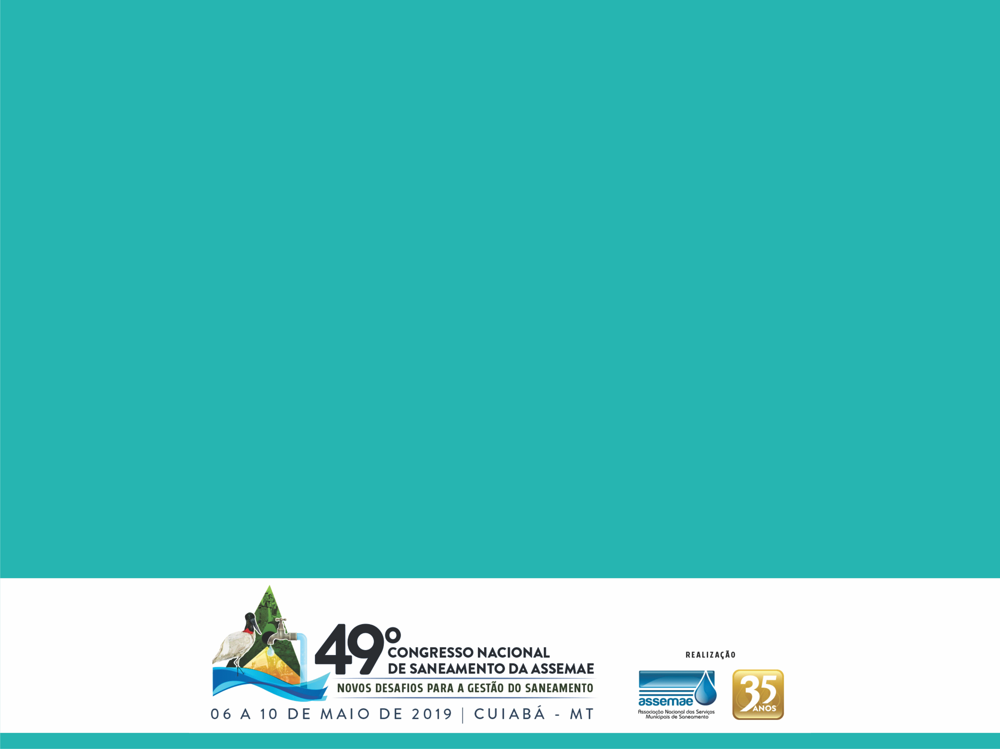 49º
CONGRESSO NACIONAL
DE SANEAMENTO DA ASSEMAE
NOVOS DESAFIOS PARA A GESTÃO DO SANEAMENTO
06 A 10 DE MAIO DE 2019 | CUIABÁ - MT
REALIZAÇÃO
assemae
Associação Nacional dos Serviços
Municipais de Saneamento
35
ANOS